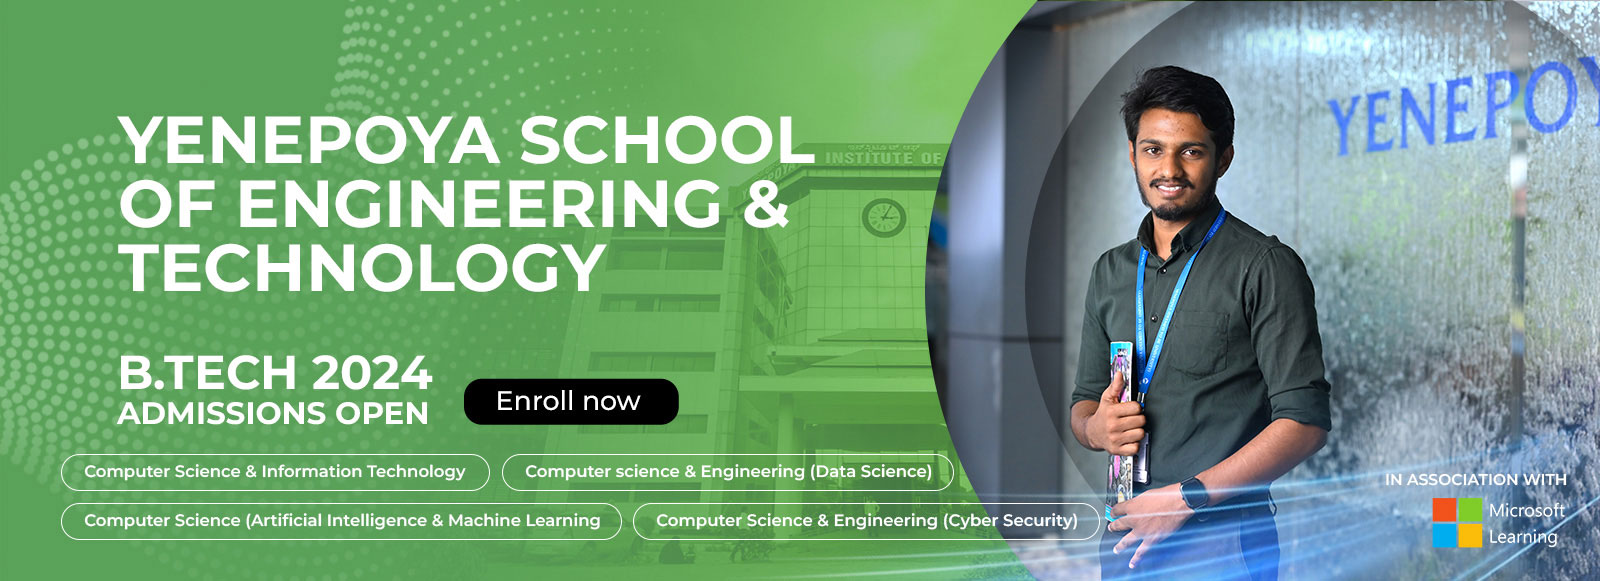 YENEPOYA SCHOOL
OF ENGINEERING &
TECHNOLOGY
INSTITUTE OF
YENEPO
B.TECH 2024
ADMISSIONS OPEN
Enroll now
Computer Science & Information Technology
Computer science & Engineering (Data Science)
Computer Science (Artificial Intelligence & Machine Learning
Computer Science & Engineering (Cyber Security)
IN ASSOCIATION WITH
Microsoft
Learning